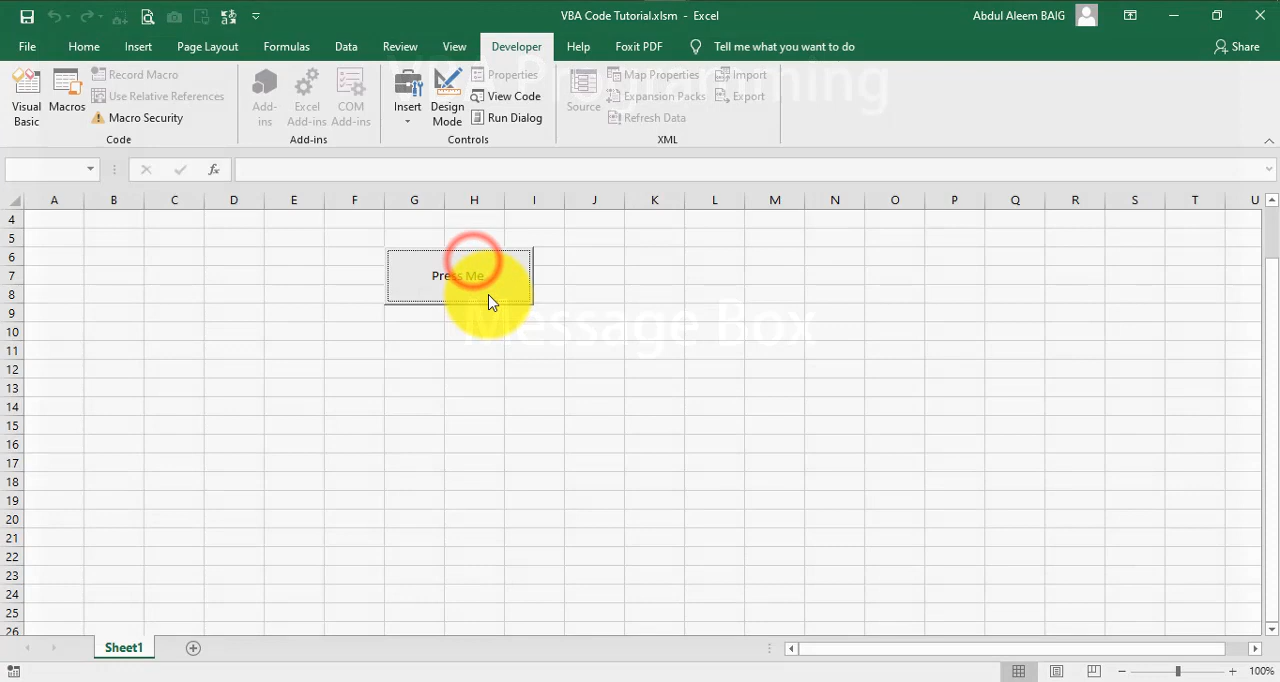 VBA Code Tutorial.xlsm - Excel
Abdul Aleem BAIG
File Home Insert Page Layout Formulas Data Review View Developer Help Foxit PDF Tell me what you want to do Share
Visual Basic
Macros
Record Macro
Use Relative References
Macro Security
Code
Add-ins
Excel Add-ins
COM Add-ins
Add-ins
Insert
Design Mode
Properties
View Code
Run Dialog
Controls
Source
Map Properties
Expansion Packs
Refresh Data
Import
Export
XML
VBA Programming
fx
A B C D E F G H I J K L M N O P Q R S T U
4
5
6
7
8
9
10
11
12
13
14
15
16
17
18
19
20
21
22
23
24
25
26
Press Me
Message Box
Sheet1
100%